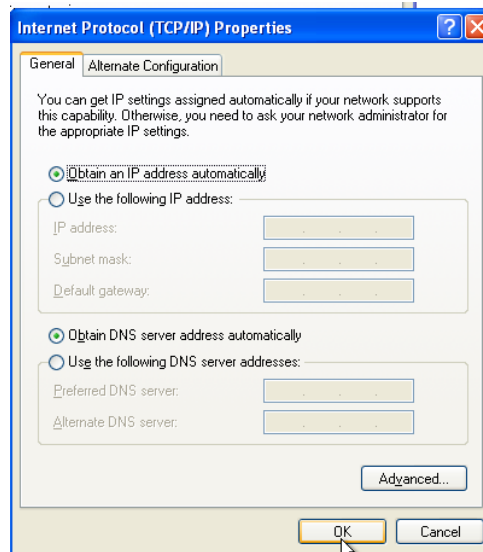 Internet Protocol (TCP/IP) Properties
General
Alternate Configuration
You can get IP settings assigned automatically if your network supports
this capability. Otherwise, you need to ask your network administrator for
the appropriate IP settings.
Obtain an IP address automatically
Use the following IP address:
IP address:
Subnet mask:
Default gateway:
Obtain DNS server address automatically
Use the following DNS server addresses:
Preferred DNS server:
Alternate DNS server:
Advanced...
OK
Cancel